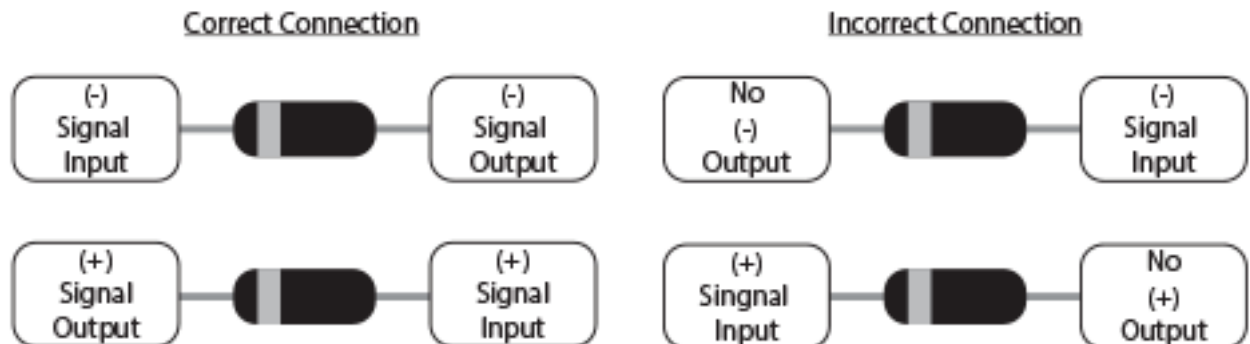 Correct Connection
Incorrect Connection
(-)
Signal
Input
(-)
Signal
Output
No
(-)
Output
(-)
Signal
Input
(+)
Signal
Output
(+)
Signal
Input
(+)
Singnal
Input
No
(+)
Output